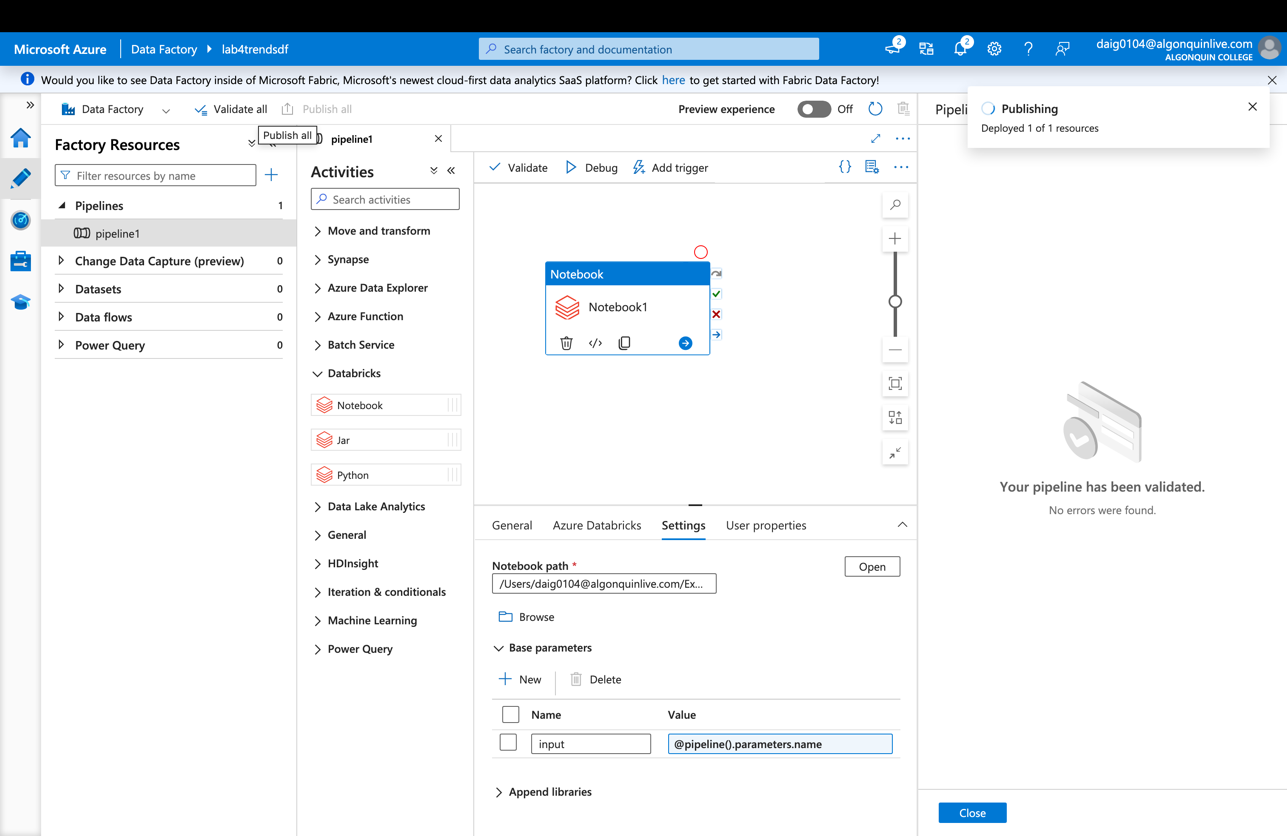 Microsoft Azure
Data Factory
lab4trendsdf
Search factory and documentation
2
2
daig0104@algonquinlive.com
ALGONQUIN COLLEGE
Would you like to see Data Factory inside of Microsoft Fabric, Microsoft's newest cloud-first data analytics SaaS platform? Click here to get started with Fabric Data Factory!
Data Factory
Validate all
Publish all
Preview experience
Off
Publish all
Factory Resources
Filter resources by name
Pipelines 1
pipeline1
Change Data Capture (preview) 0
Datasets 0
Data flows 0
Power Query 0
pipeline1
Activities
Search activities
Move and transform
Synapse
Azure Data Explorer
Azure Function
Batch Service
Databricks
Notebook
Jar
Python
Data Lake Analytics
General
HDInsight
Iteration & conditionals
Machine Learning
Power Query
Validate
Debug
Add trigger
Notebook
Notebook1
General
Azure Databricks
Settings
User properties
Notebook path *
/Users/daig0104@algonquinlive.com/Ex...
Open
Browse
Base parameters
New
Delete
Name Value
input @pipeline().parameters.name
Append libraries
Pipeli
Publishing
Deployed 1 of 1 resources
Your pipeline has been validated.
No errors were found.
Close